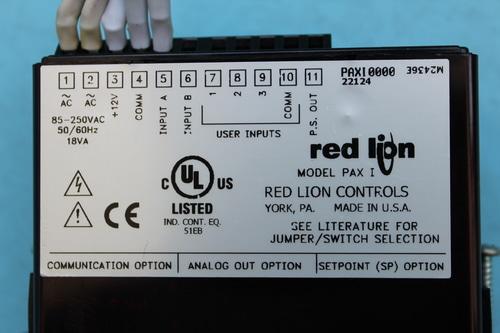 1 2 3 4 5 6 7 8 9 10 11
PAXI0000
22124
M2436E
~ AC
~ AC
+12V
COMM
INPUT A
INPUT B
1
2
3
COMM
P.S. OUT
85-250VAC
50/60Hz
18VA
USER INPUTS
red lion
MODEL PAX I
RED LION CONTROLS
YORK, PA. MADE IN U.S.A.
C UL US
LISTED
IND. CONT. EQ.
51EB
CE
SEE LITERATURE FOR
JUMPER/SWITCH SELECTION
COMMUNICATION OPTION ANALOG OUT OPTION SETPOINT (SP) OPTION